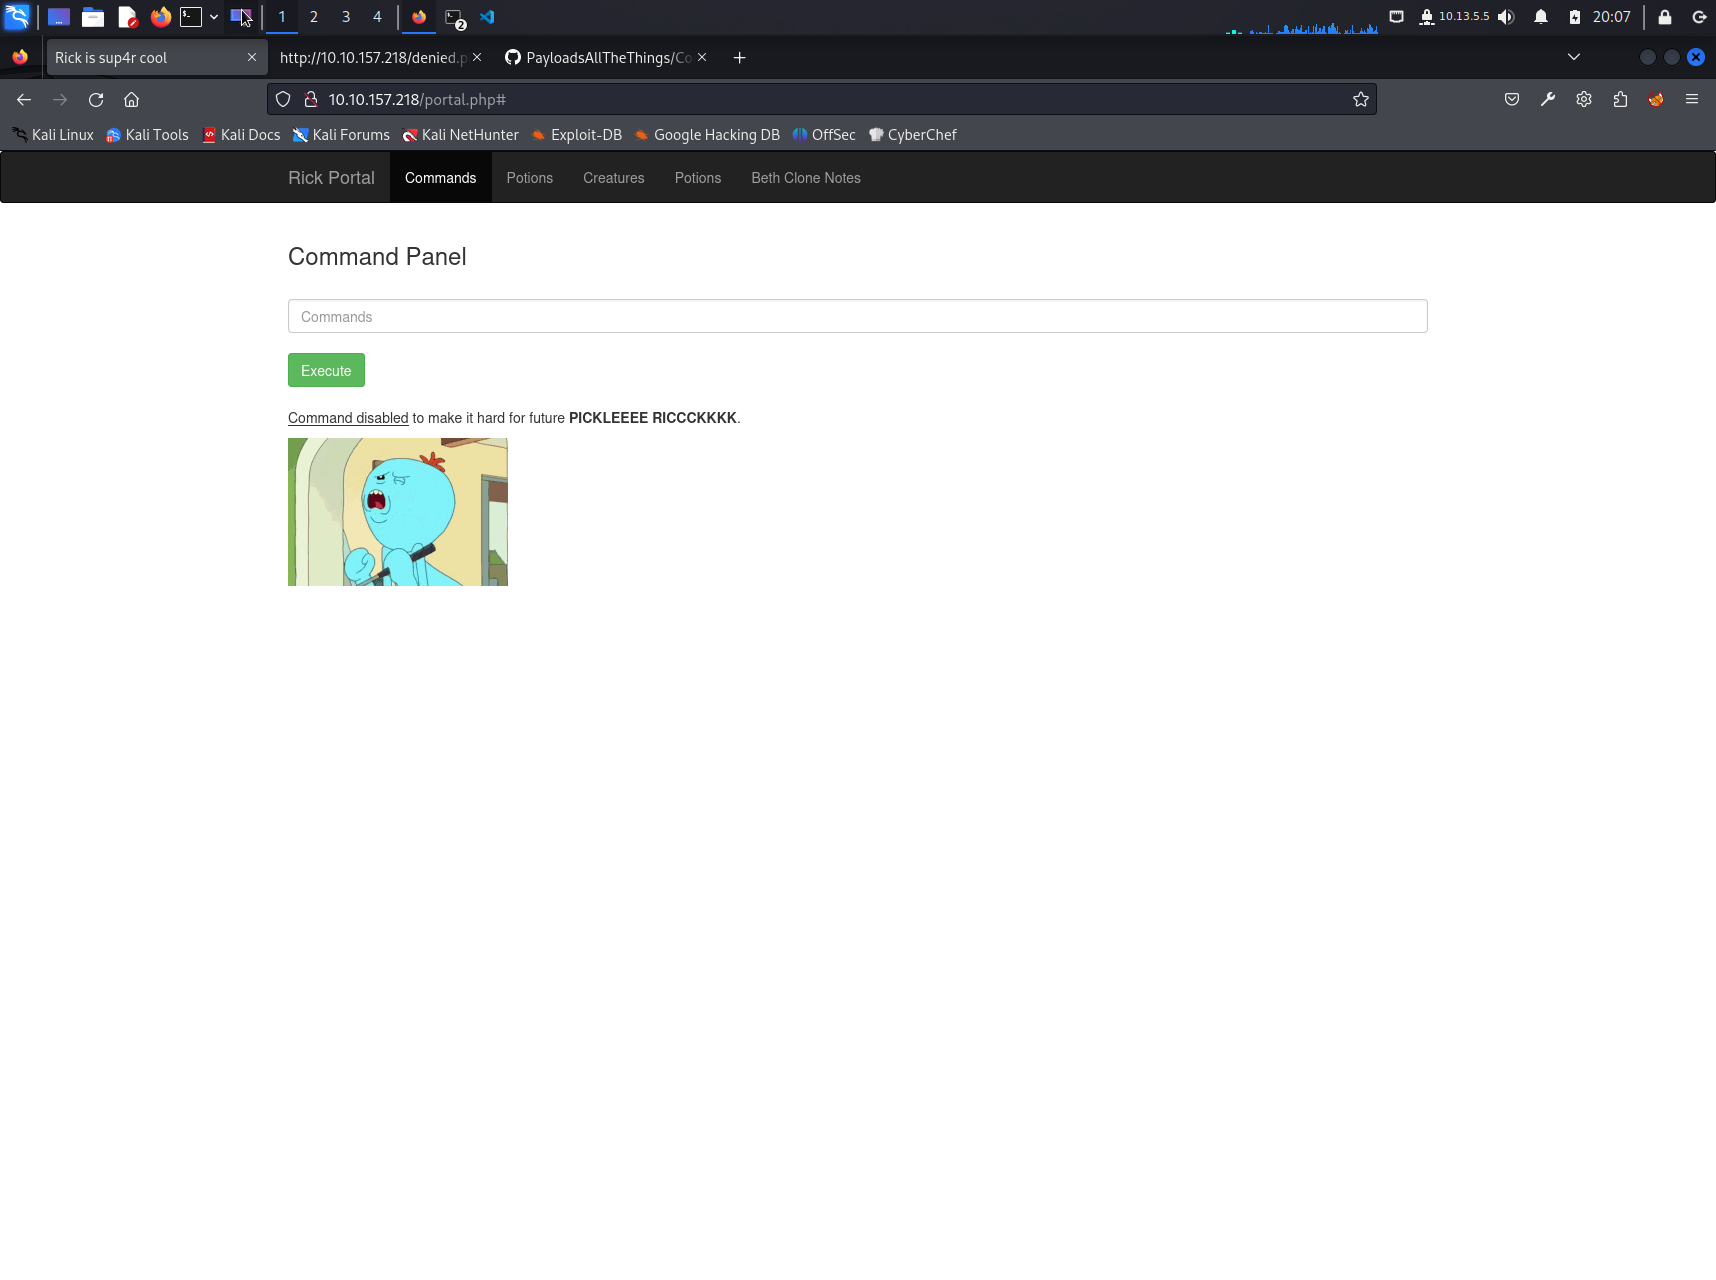 1 2 3 4 2 10.13.5.5 20:07
Rick is sup4r cool http://10.10.157.218/denied.p PayloadsAllTheThings/Co
10.10.157.218/portal.php#
Kali Linux Kali Tools Kali Docs Kali Forums Kali NetHunter Exploit-DB Google Hacking DB OffSec CyberChef
Rick Portal Commands Potions Creatures Potions Beth Clone Notes
Command Panel
Commands
Execute
Command disabled to make it hard for future PICKLEEEE RICCCKKKK.